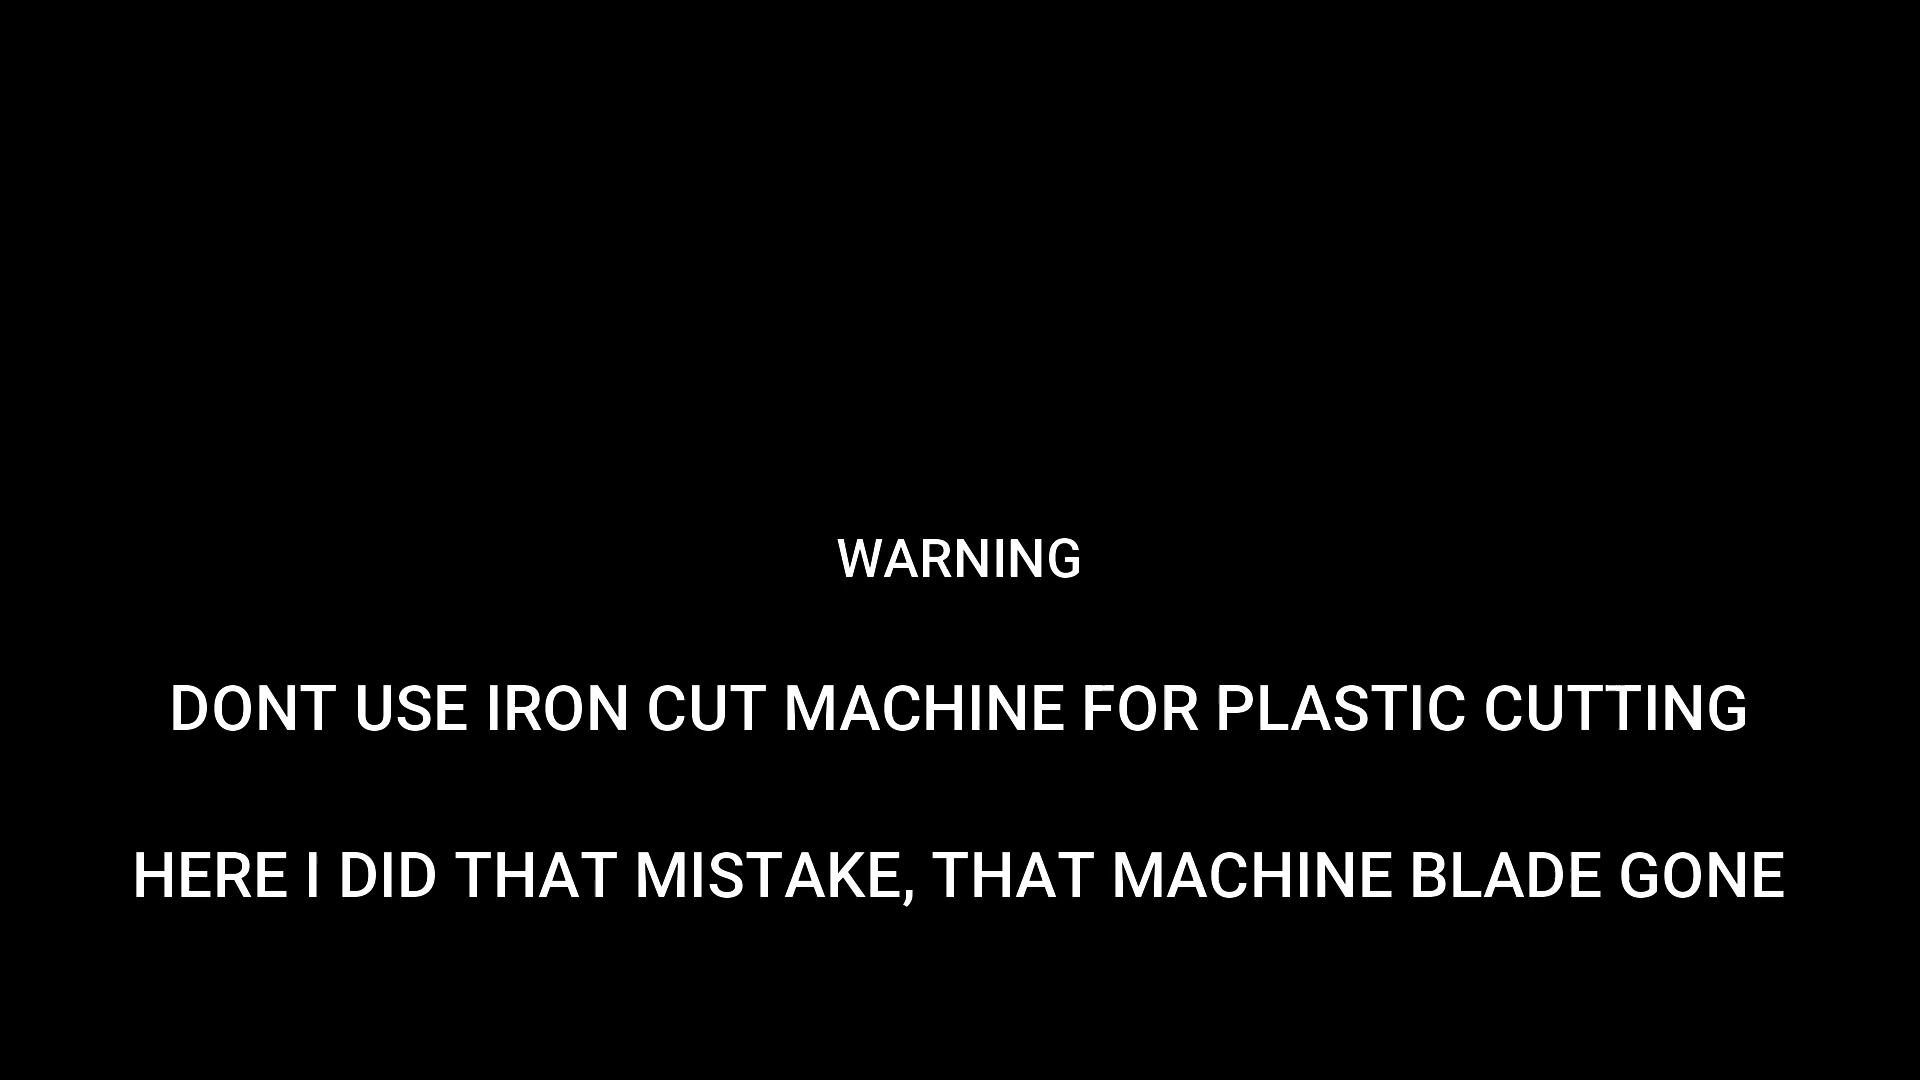 WARNING
DONT USE IRON CUT MACHINE FOR PLASTIC CUTTING
HERE I DID THAT MISTAKE, THAT MACHINE BLADE GONE